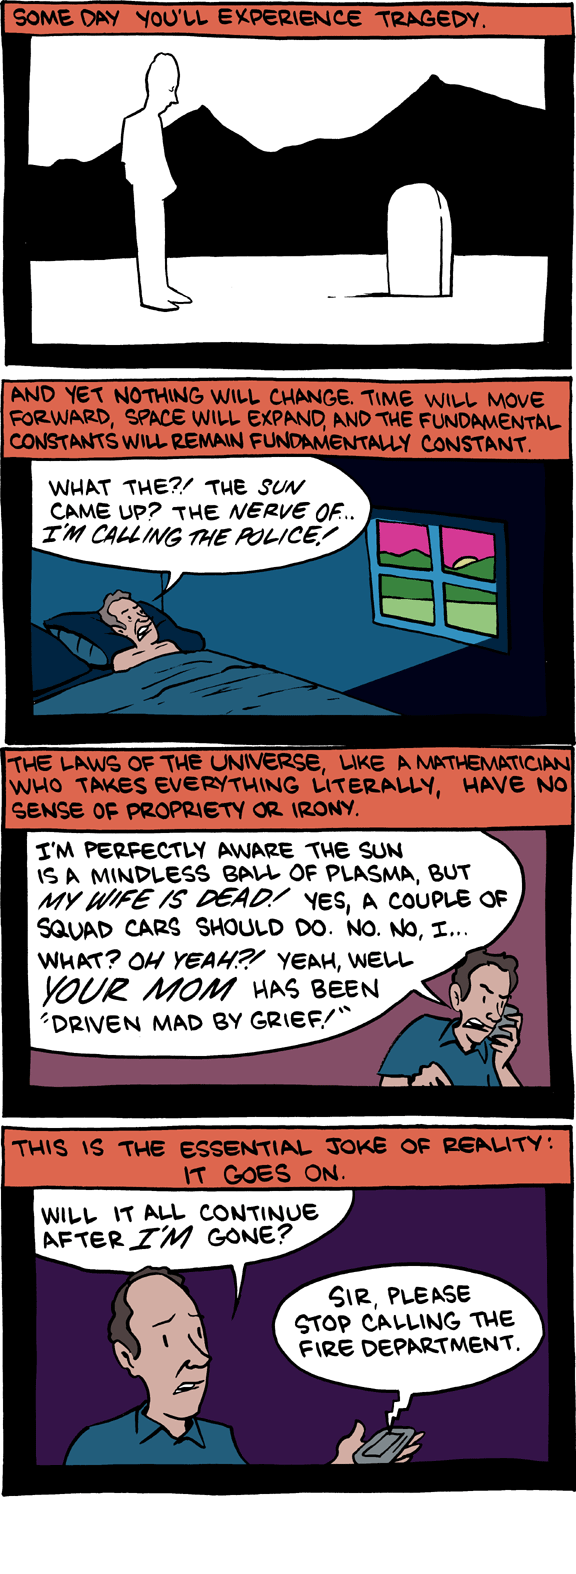 SOME DAY YOU'LL EXPERIENCE TRAGEDY.
AND YET NOTHING WILL CHANGE. TIME WILL MOVE
FORWARD, SPACE WILL EXPAND, AND THE FUNDAMENTAL
CONSTANTS WILL REMAIN FUNDAMENTALLY CONSTANT.
WHAT THE?! THE SUN
CAME UP? THE NERVE OF...
I'M CALLING THE POLICE!
THE LAWS OF THE UNIVERSE, LIKE A MATHEMATICIAN
WHO TAKES EVERYTHING LITERALLY, HAVE NO
SENSE OF PROPRIETY OR IRONY.
I'M PERFECTLY AWARE THE SUN
IS A MINDLESS BALL OF PLASMA, BUT
MY WIFE IS DEAD! YES, A COUPLE OF
SQUAD CARS SHOULD DO. NO. NO, I...
WHAT? OH YEAH?! YEAH, WELL
YOUR MOM HAS BEEN
"DRIVEN MAD BY GRIEF!"
THIS IS THE ESSENTIAL JOKE OF REALITY:
IT GOES ON.
WILL IT ALL CONTINUE
AFTER I'M GONE?
SIR, PLEASE
STOP CALLING THE
FIRE DEPARTMENT.